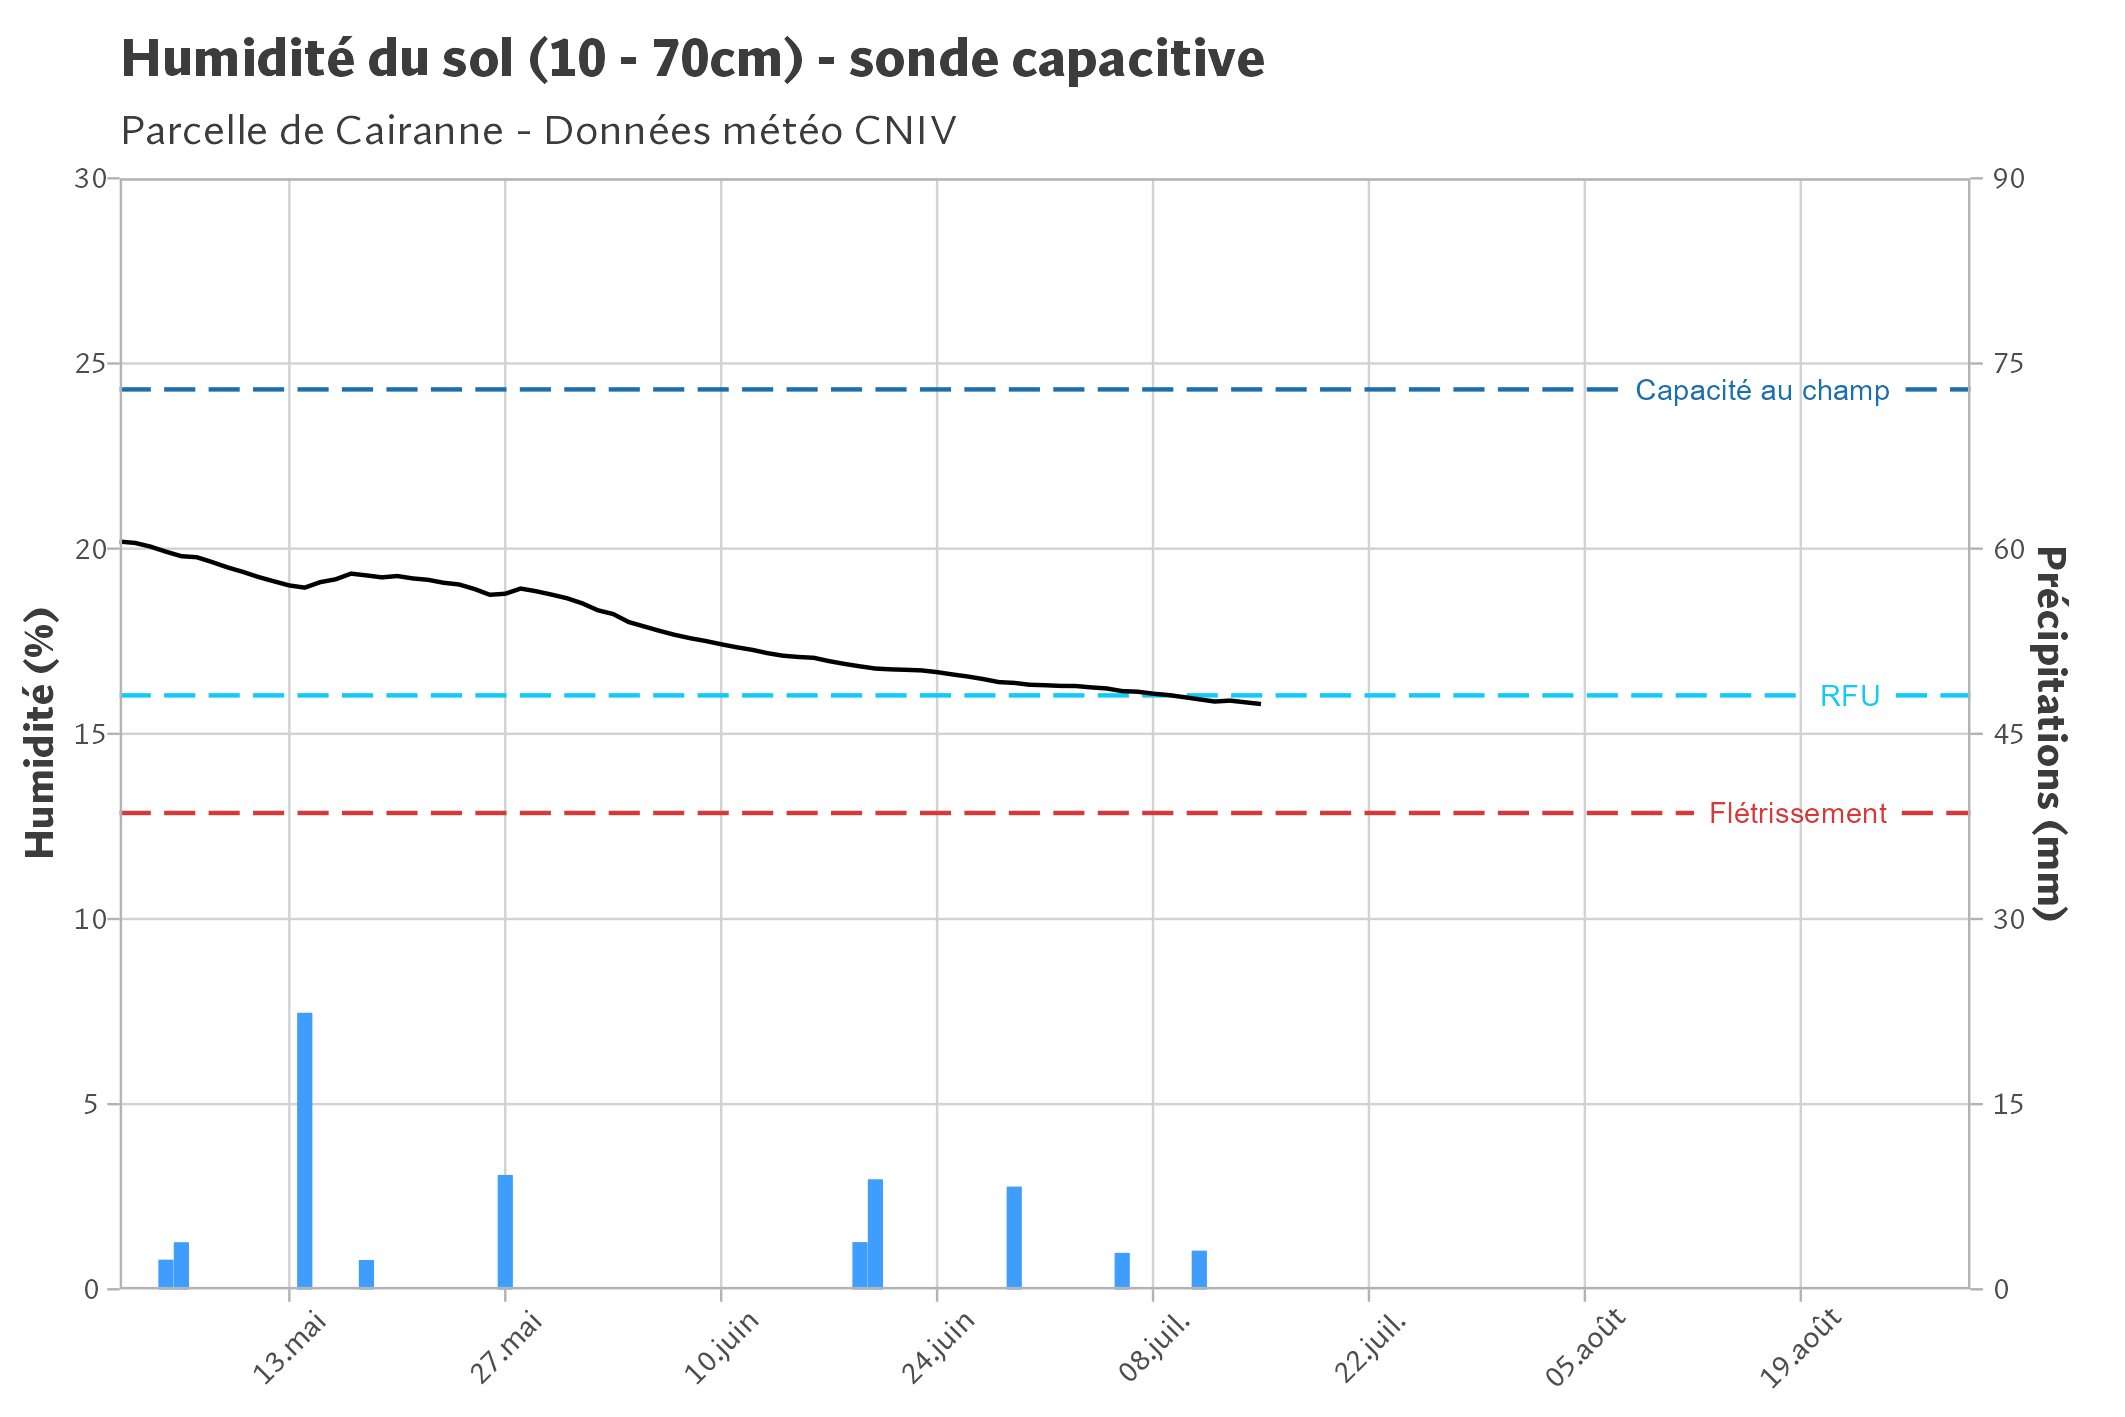 Humidité du sol (10 - 70cm) - sonde capacitive
Parcelle de Cairanne - Données météo CNIV
30
25
20
15
10
5
0
Humidité (%)
Capacité au champ
RFU
Flétrissement
90
75
60
45
30
15
0
Précipitations (mm)
13.mai
27.mai
10.juin
24.juin
08.juil.
22.juil.
05.août
19.août